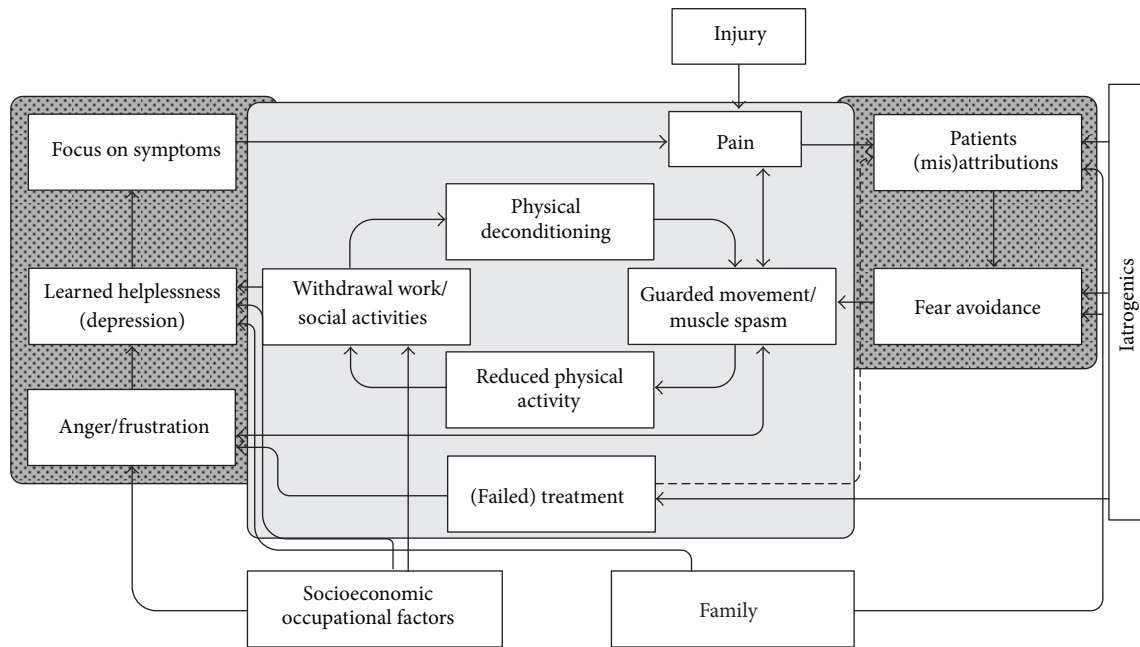 Injury
Focus on symptoms
Pain
Patients
(mis)attributions
Physical
deconditioning
Learned helplessness
(depression)
Withdrawal work/
social activities
Guarded movement/
muscle spasm
Fear avoidance
Iatrogenics
Reduced physical
activity
Anger/frustration
(Failed) treatment
Socioeconomic
occupational factors
Family